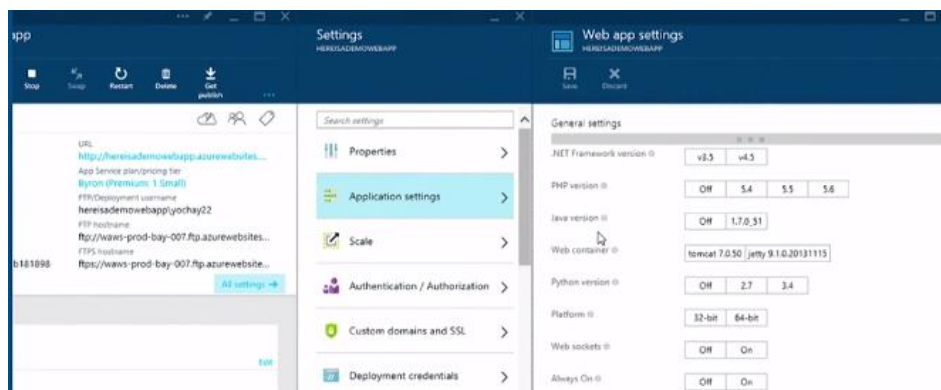 app
Stop
Swap
Restart
Delete
Get
publish
...
URL
http://hereisademowebapp.azurewebsites...
App Service plan/pricing tier
Byron (Premium: 1 Small)
FTP/Deployment username
hereisademowebapp\yochay22
FTP hostname
ftp://waws-prod-bay-007.ftp.azurewebsites...
FTPS hostname
b181898 ftps://waws-prod-bay-007.ftp.azurewebsite...
All settings →
Edit
Settings
HEREISADEMOWEBAPP
Search settings
Properties
Application settings
Scale
Authentication / Authorization
Custom domains and SSL
Deployment credentials
Web app settings
HEREISADEMOWEBAPP
Save
Discard
General settings
.NET Framework version v3.5 v4.5
PHP version Off 5.4 5.5 5.6
Java version Off 1.7.0_51
Web container tomcat 7.0.50 jetty 9.1.0.20131115
Python version Off 2.7 3.4
Platform 32-bit 64-bit
Web sockets Off On
Always On Off On